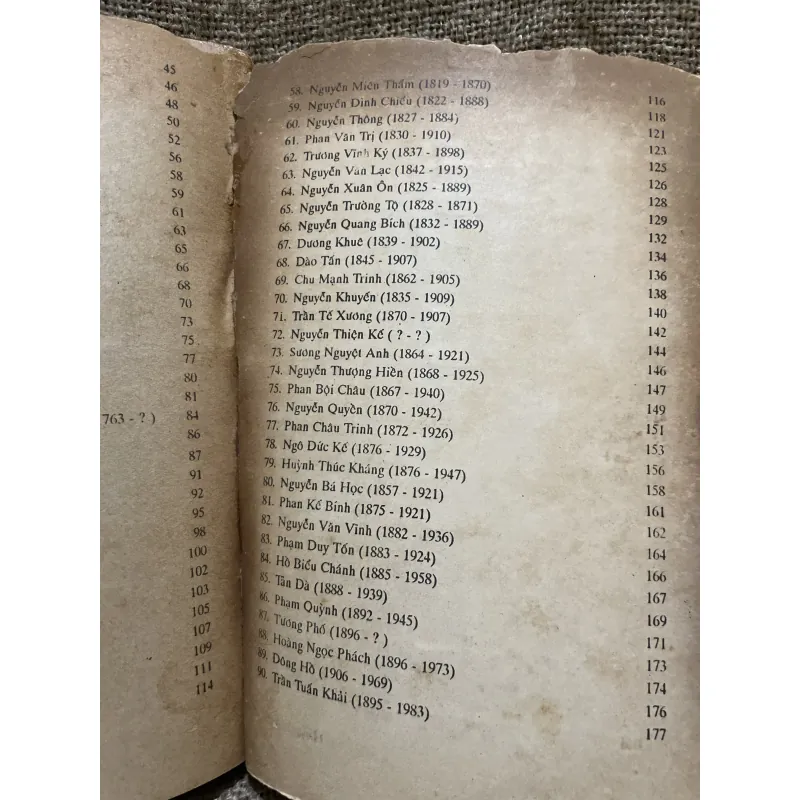 45
46
48
50
52
56
58
59
61
63
65
66
68
70
73
75
77
80
81
763 - ? ) 84
86
87
91
92
95
98
100
102
103
105
107
109
111
114
58. Nguyễn Miên Thẩm (1819 - 1870) 116
59. Nguyễn Đình Chiểu (1822 - 1888) 118
60. Nguyễn Thông (1827 - 1884) 121
61. Phan Văn Trị (1830 - 1910) 123
62. Trương Vĩnh Ký (1837 - 1898) 125
63. Nguyễn Văn Lạc (1842 - 1915) 126
64. Nguyễn Xuân Ôn (1825 - 1889) 128
65. Nguyễn Trường Tộ (1828 - 1871) 129
66. Nguyễn Quang Bích (1832 - 1889) 132
67. Dương Khuê (1839 - 1902) 134
68. Đào Tấn (1845 - 1907) 136
69. Chu Mạnh Trinh (1862 - 1905) 138
70. Nguyễn Khuyến (1835 - 1909) 140
71. Trần Tế Xương (1870 - 1907) 142
72. Nguyễn Thiện Kế ( ? - ? ) 144
73. Sương Nguyệt Anh (1864 - 1921) 146
74. Nguyễn Thượng Hiền (1868 - 1925) 147
75. Phan Bội Châu (1867 - 1940) 149
76. Nguyễn Quyền (1870 - 1942) 151
77. Phan Châu Trinh (1872 - 1926) 153
78. Ngô Đức Kế (1876 - 1929) 156
79. Huỳnh Thúc Kháng (1876 - 1947) 158
80. Nguyễn Bá Học (1857 - 1921) 161
81. Phan Kế Bính (1875 - 1921) 162
82. Nguyễn Văn Vĩnh (1882 - 1936) 164
83. Phạm Duy Tốn (1883 - 1924) 166
84. Hồ Biểu Chánh (1885 - 1958) 167
85. Tản Đà (1888 - 1939) 169
86. Phạm Quỳnh (1892 - 1945) 171
87. Tương Phố (1896 - ? ) 173
88. Hoàng Ngọc Phách (1896 - 1973) 174
89. Đông Hồ (1906 - 1969) 176
90. Trần Tuấn Khải (1895 - 1983) 177